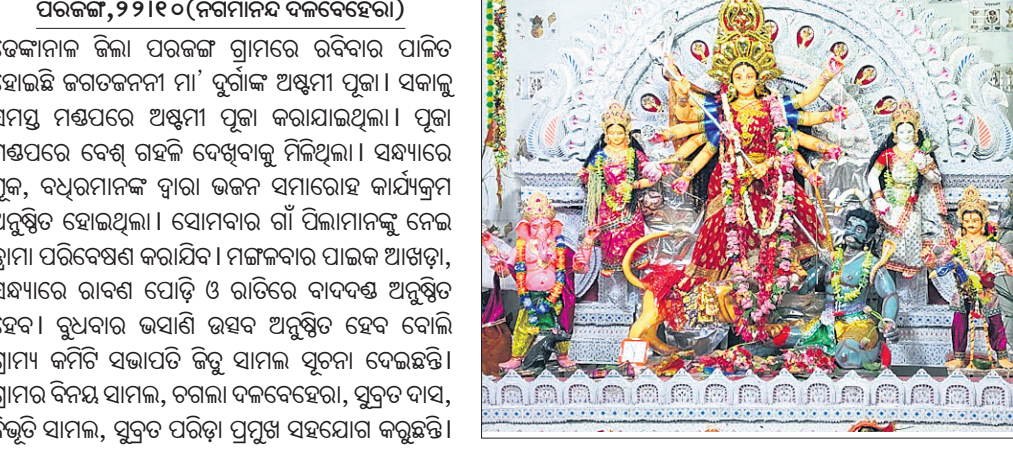 ପରଜଙ୍ଗ,୨୨।୧୦(ନଗମାନନ୍ଦ ଦଳବେହେରା)
ଢେଙ୍କାନାଳ ଜିଲା ପରଜଙ୍ଗ ଗ୍ରାମରେ ରବିବାର ପାଳିତ
ହୋଇଛି ଜଗତଜନନୀ ମା’ ଦୁର୍ଗାଙ୍କ ଅଷ୍ଟମୀ ପୂଜା। ସକାଳୁ
ସମସ୍ତ ମଣ୍ଡପରେ ଅଷ୍ଟମୀ ପୂଜା କରାଯାଇଥିଲା। ପୂଜା
ମଣ୍ଡପରେ ବେଶ୍ ଗହଳି ଦେଖିବାକୁ ମିଳିଥିଲା। ସନ୍ଧ୍ୟାରେ
ମୂକ, ବଧିରମାନଙ୍କ ଦ୍ୱାରା ଭଜନ ସମାରୋହ କାର୍ଯ୍ୟକ୍ରମ
ଅନୁଷ୍ଠିତ ହୋଇଥିଲା। ସୋମବାର ଗାଁ ପିଲାମାନଙ୍କୁ ନେଇ
ଡ୍ରାମା ପରିବେଷଣ କରାଯିବ। ମଙ୍ଗଳବାର ପାଇକ ଆଖଡ଼ା,
ସନ୍ଧ୍ୟାରେ ରାବଣ ପୋଡ଼ି ଓ ରାତିରେ ବାଦଦଣ୍ଡ ଅନୁଷ୍ଠିତ
ହେବ। ବୁଧବାର ଭସାଣି ଉତ୍ସବ ଅନୁଷ୍ଠିତ ହେବ ବୋଲି
ଗ୍ରାମ୍ୟ କମିଟି ସଭାପତି ଜିତୁ ସାମଲ ସୂଚନା ଦେଇଛନ୍ତି।
ଗ୍ରାମର ବିନୟ ସାମଲ, ଚଗଲା ଦଳବେହେରା, ସୁବ୍ରତ ଦାସ,
ବିଭୂତି ସାମଲ, ସୁବ୍ରତ ପରିଡ଼ା ପ୍ରମୁଖ ସହଯୋଗ କରୁଛନ୍ତି।